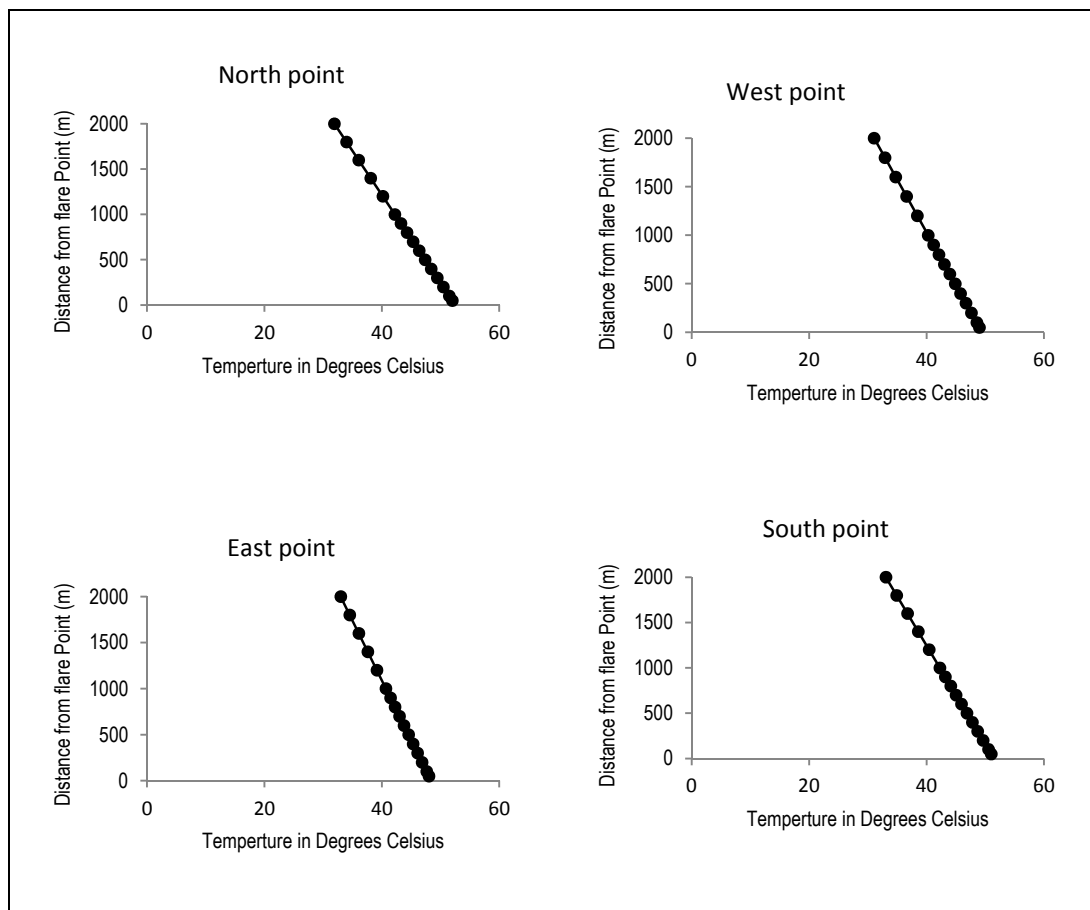 North point
Distance from flare Point (m)
2000
1500
1000
500
0
0 20 40 60
Temperture in Degrees Celsius
West point
Distance from flare Point (m)
2000
1500
1000
500
0
0 20 40 60
Temperture in Degrees Celsius
East point
Distance from flare Point (m)
2000
1500
1000
500
0
0 20 40 60
Temperture in Degrees Celsius
South point
Distance from flare Point (m)
2000
1500
1000
500
0
0 20 40 60
Temperture in Degrees Celsius